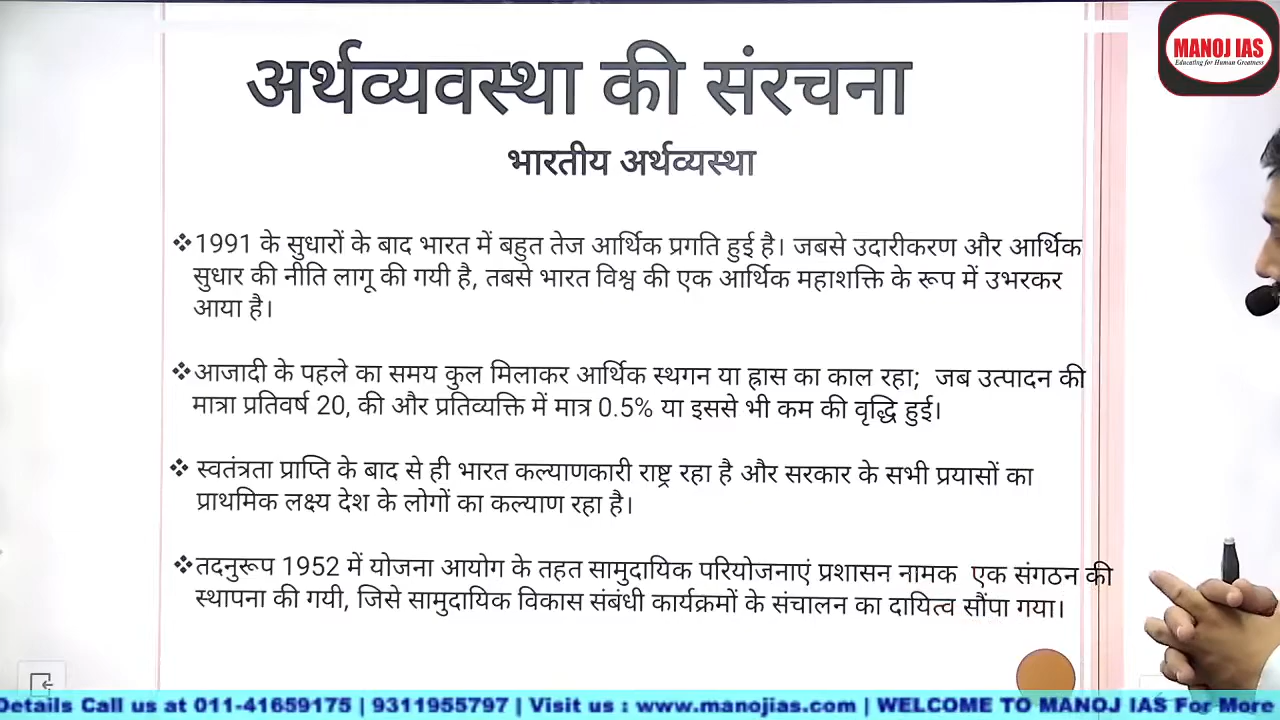 MANOJ IAS
Educating for Human Greatness
अर्थव्यवस्था की संरचना
भारतीय अर्थव्यस्था
❖1991 के सुधारों के बाद भारत में बहुत तेज आर्थिक प्रगति हुई है। जबसे उदारीकरण और आर्थिक
सुधार की नीति लागू की गयी है, तबसे भारत विश्व की एक आर्थिक महाशक्ति के रूप में उभरकर
आया है।
❖आजादी के पहले का समय कुल मिलाकर आर्थिक स्थगन या ह्रास का काल रहा; जब उत्पादन की
मात्रा प्रतिवर्ष 20, की और प्रतिव्यक्ति में मात्र 0.5% या इससे भी कम की वृद्धि हुई।
❖ स्वतंत्रता प्राप्ति के बाद से ही भारत कल्याणकारी राष्ट्र रहा है और सरकार के सभी प्रयासों का
प्राथमिक लक्ष्य देश के लोगों का कल्याण रहा है।
❖तदनुरूप 1952 में योजना आयोग के तहत सामुदायिक परियोजनाएं प्रशासन नामक एक संगठन की
स्थापना की गयी, जिसे सामुदायिक विकास संबंधी कार्यक्रमों के संचालन का दायित्व सौंपा गया।
Details Call us at 011-41659175 | 9311955797 | Visit us : www.manojias.com | WELCOME TO MANOJ IAS For More